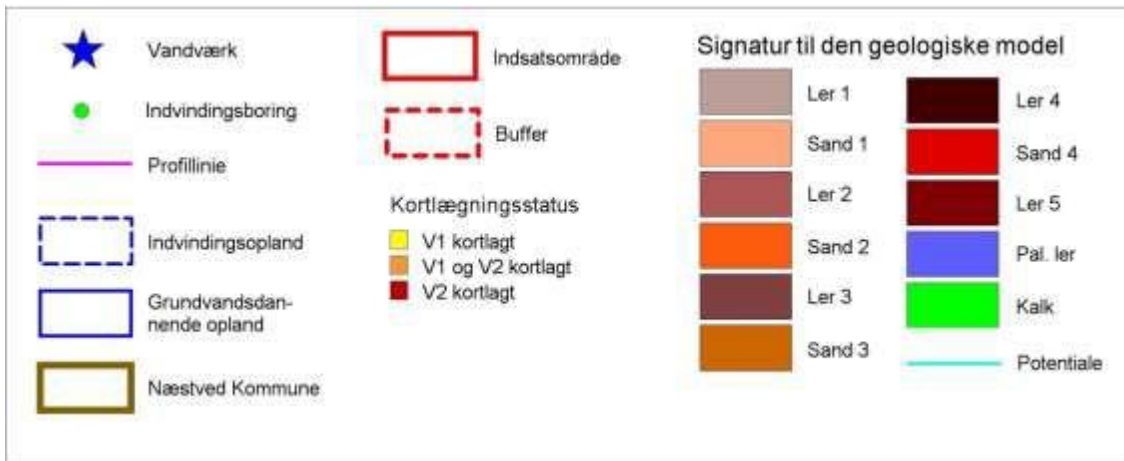 Vandværk
Indvindingsboring
Profillinie
Indvindingsopland
Grundvandsdan-
nende opland
Næstved Kommune
Indsatsområde
Buffer
Kortlægningsstatus
V1 kortlagt
V1 og V2 kortlagt
V2 kortlagt
Signatur til den geologiske model
Ler 1
Sand 1
Ler 2
Sand 2
Ler 3
Sand 3
Ler 4
Sand 4
Ler 5
Pal. ler
Kalk
Potentiale